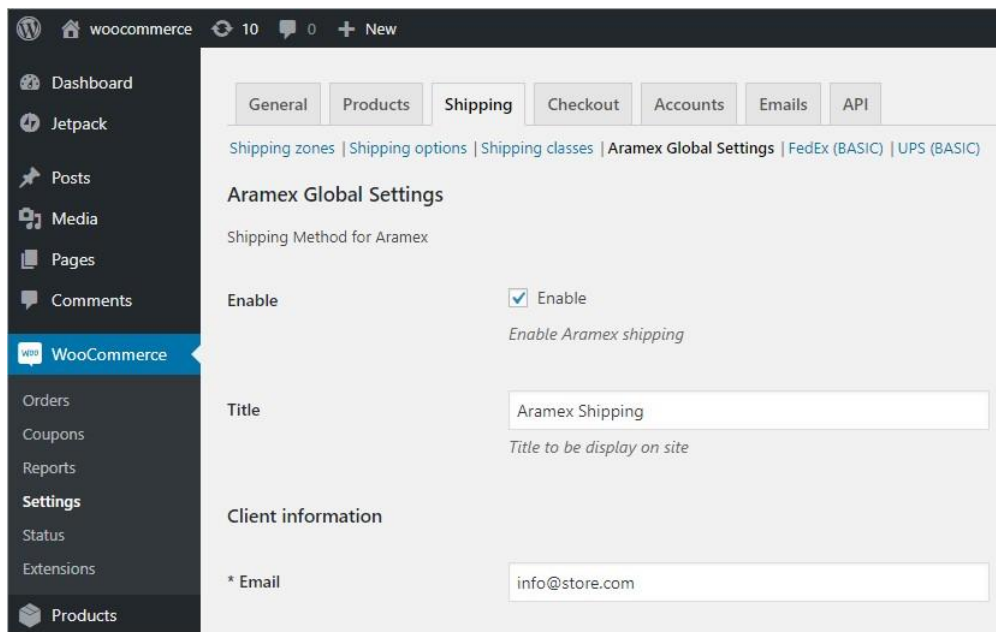 woocommerce 10 0 + New
Dashboard
Jetpack
Posts
Media
Pages
Comments
WOO WooCommerce
Orders
Coupons
Reports
Settings
Status
Extensions
Products
General Products Shipping Checkout Accounts Emails API
Shipping zones | Shipping options | Shipping classes | Aramex Global Settings | FedEx (BASIC) | UPS (BASIC)
Aramex Global Settings
Shipping Method for Aramex
Enable Enable
Enable Aramex shipping
Title Aramex Shipping
Title to be display on site
Client information
* Email info@store.com